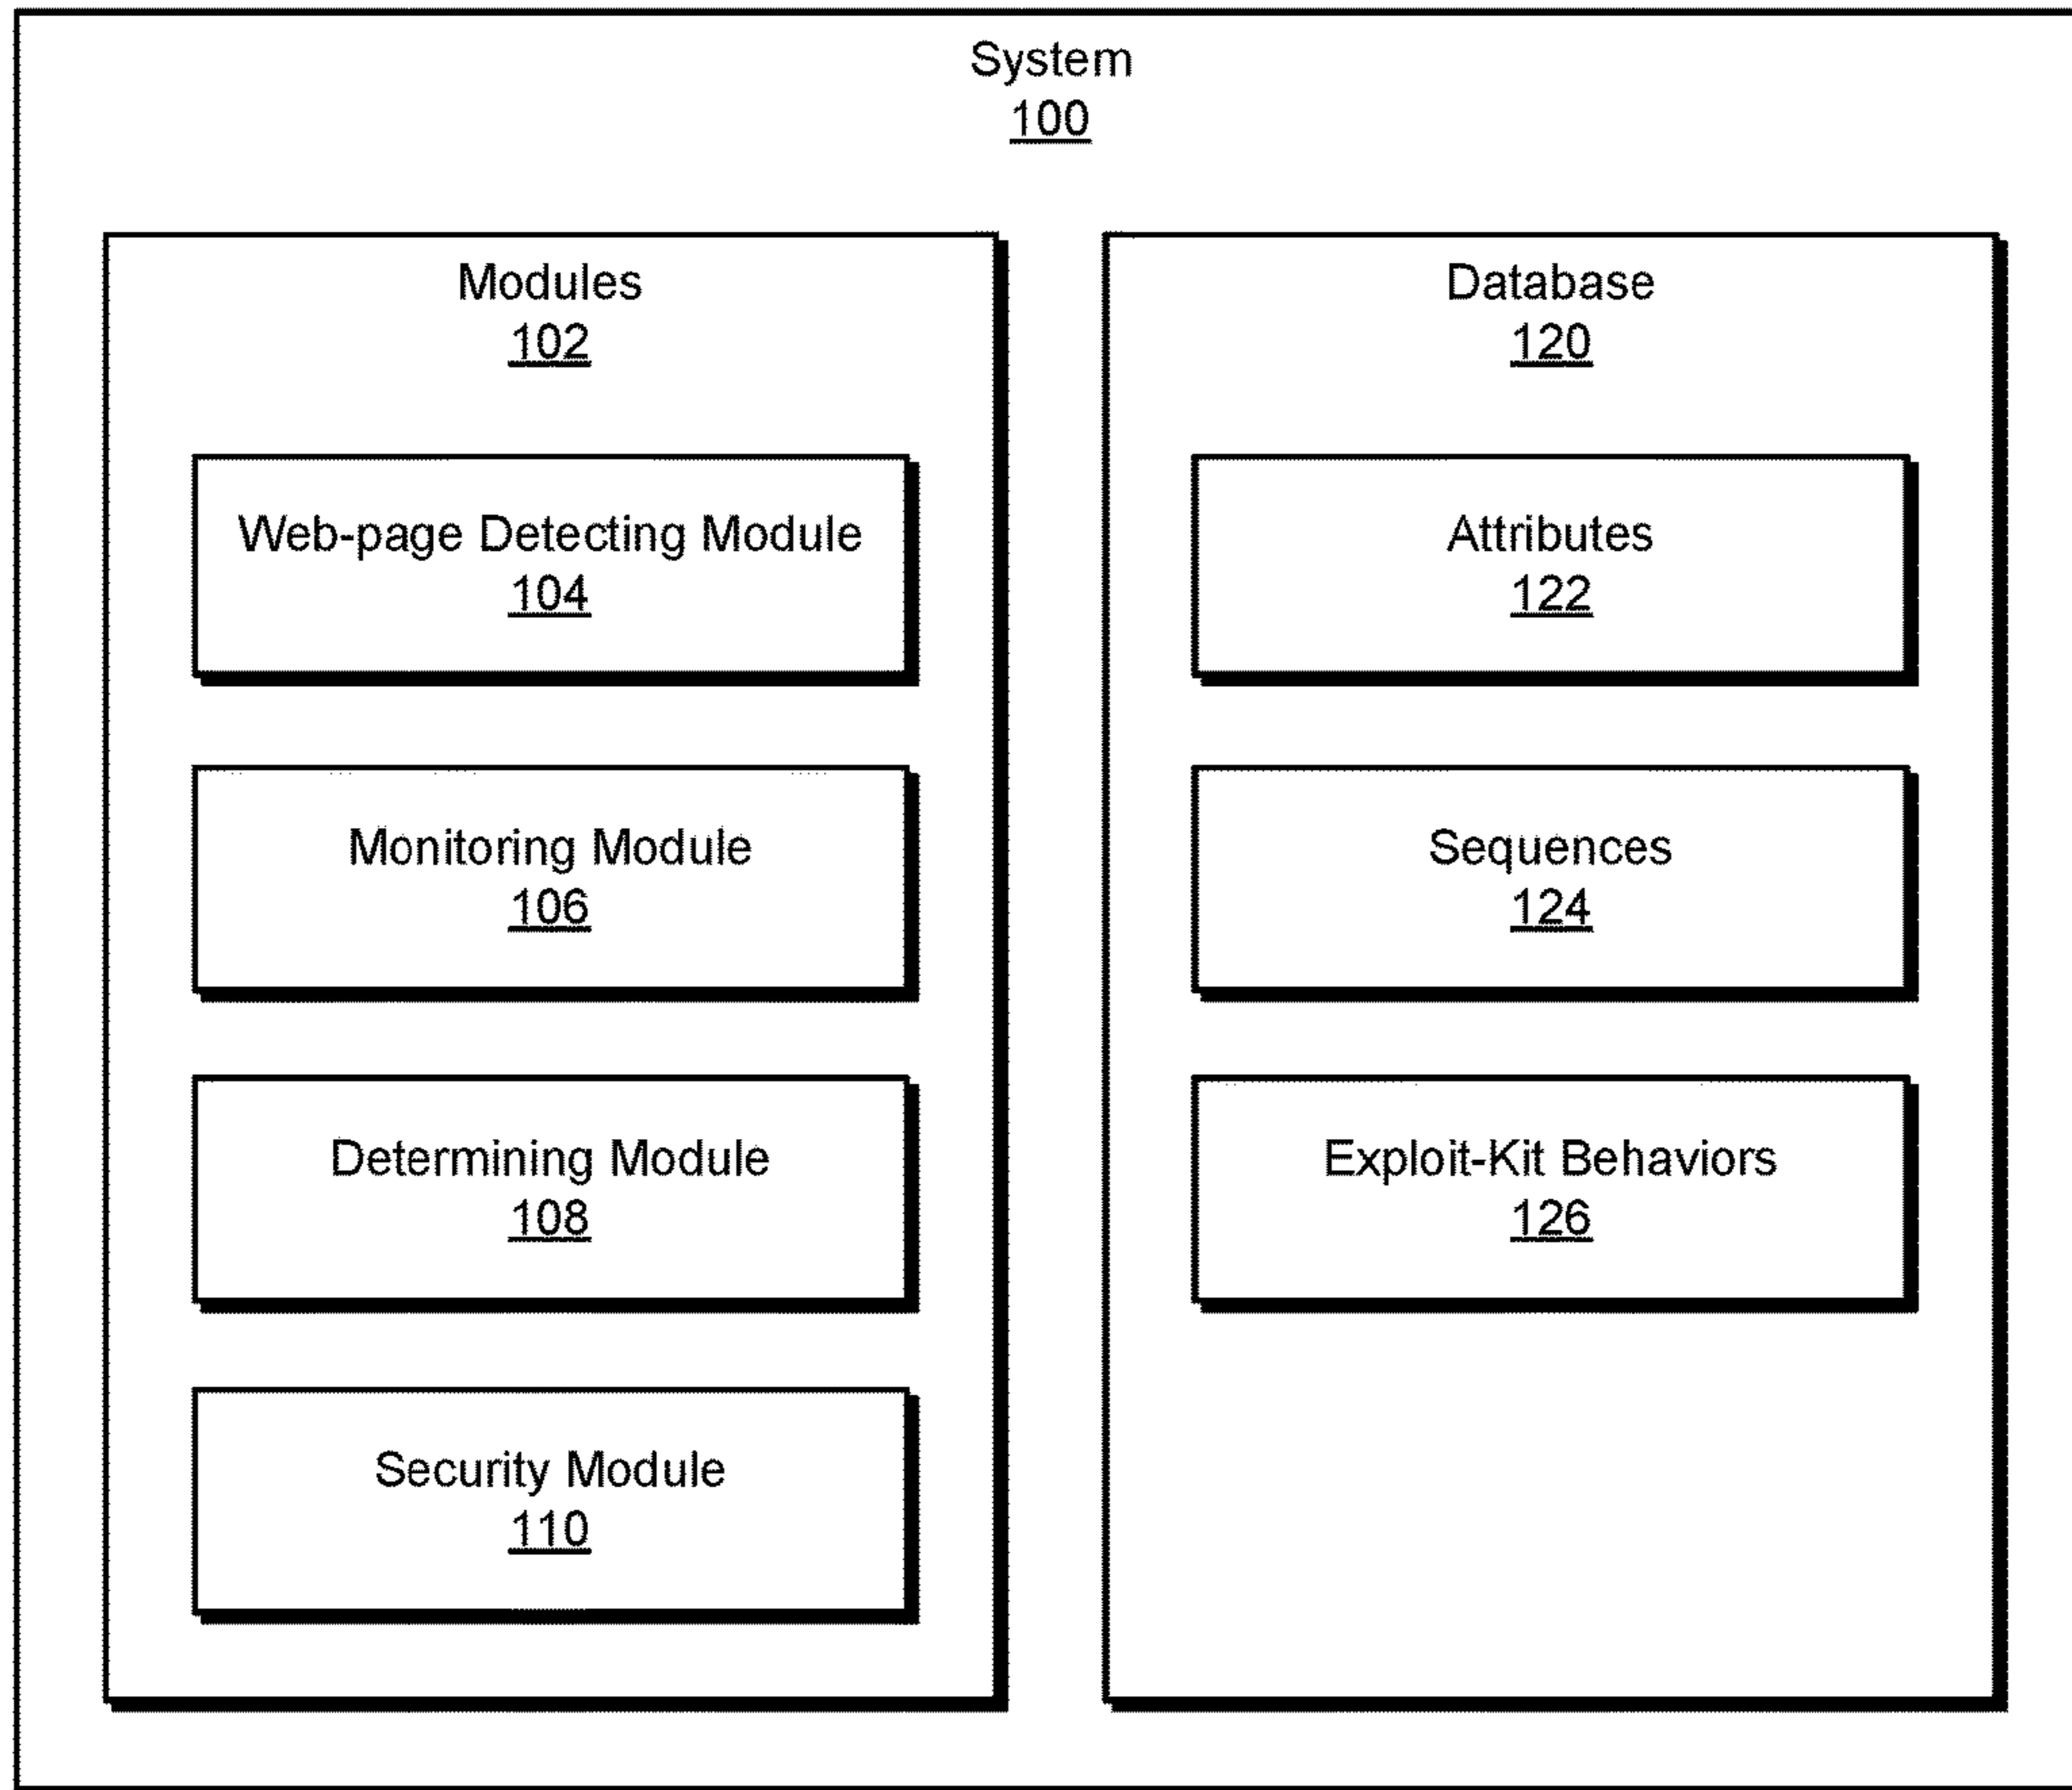 System
100
Modules
102
Web-page Detecting Module
104
Monitoring Module
106
Determining Module
108
Security Module
110
Database
120
Attributes
122
Sequences
124
Exploit-Kit Behaviors
126